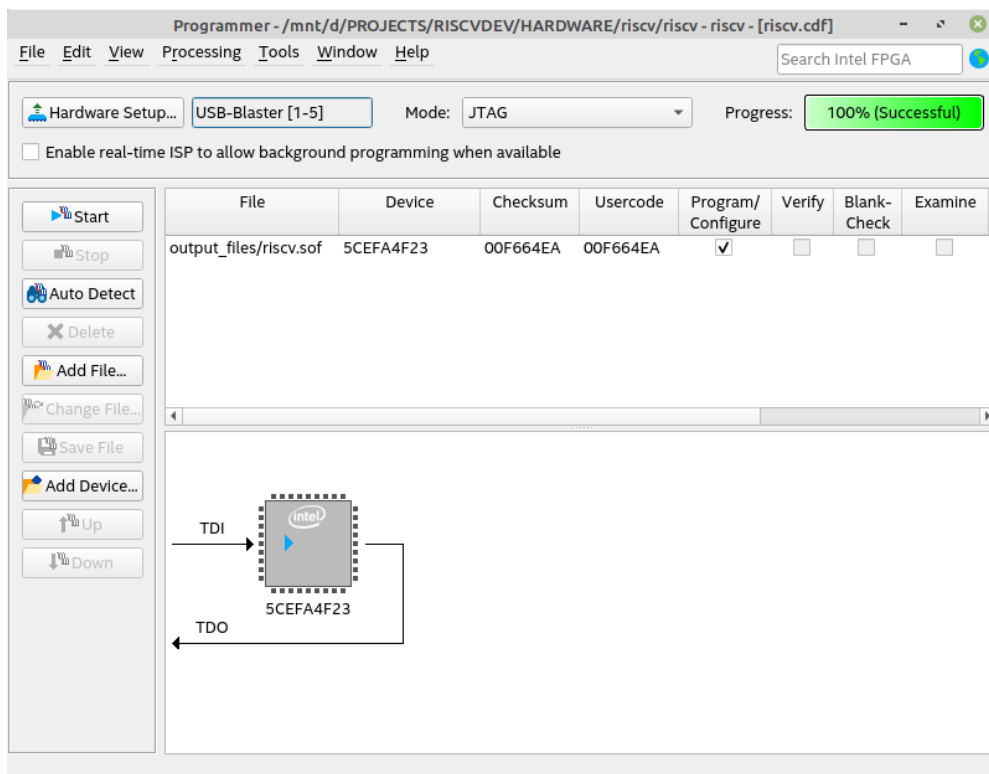 Programmer - /mnt/d/PROJECTS/RISCVDEV/HARDWARE/riscv/riscv - riscv - [riscv.cdf]
File Edit View Processing Tools Window Help
Search Intel FPGA
Hardware Setup... USB-Blaster [1-5] Mode: JTAG Progress: 100% (Successful)
Enable real-time ISP to allow background programming when available
File Device Checksum Usercode Program/ Verify Blank- Examine
Configure Check
output_files/riscv.sof 5CEFA4F23 00F664EA 00F664EA
Start
Stop
Auto Detect
Delete
Add File...
Change File...
Save File
Add Device...
Up
Down
intel
TDI
5CEFA4F23
TDO